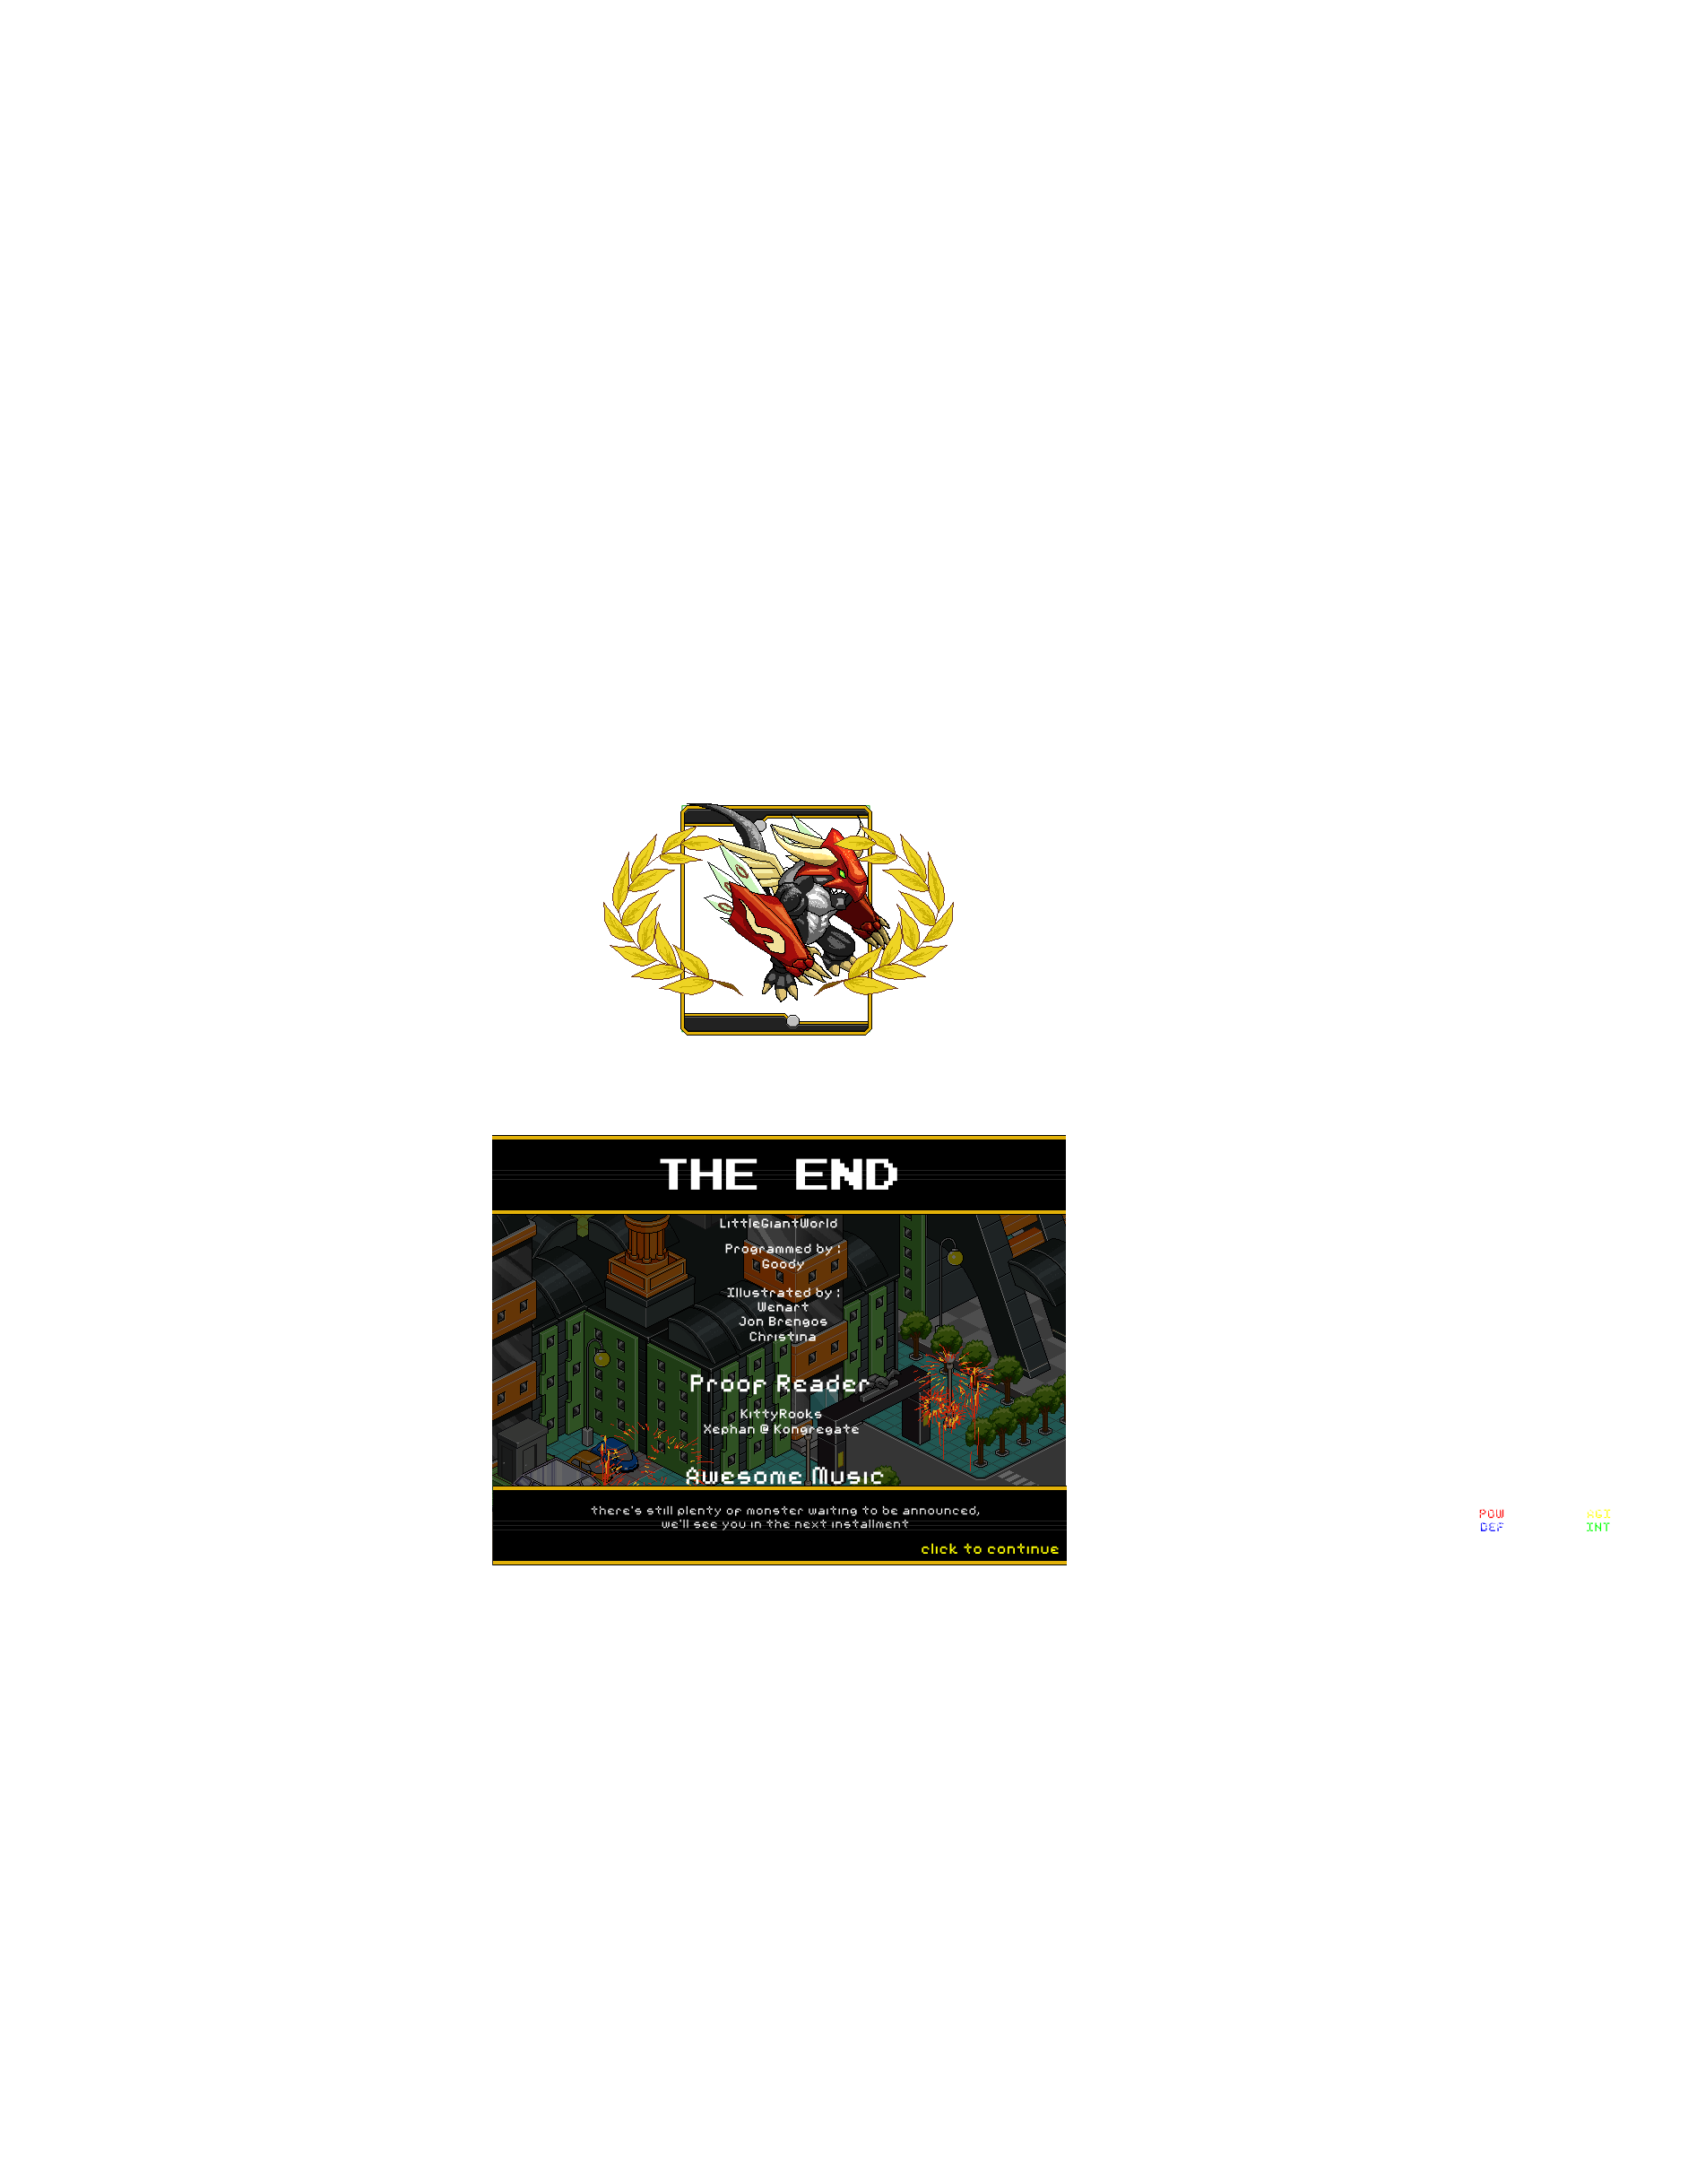 THE END
LittleGiantWorld
Programmed by :
Goody
Illustrated by :
Wenart
Jon Brengos
Christina
Proof Reader
KittyRooks
Xephan @ Kongregate
Awesome Music
there's still plenty of monster waiting to be announced,
we'll see you in the next installment
click to continue
POW AGI
DEF INT